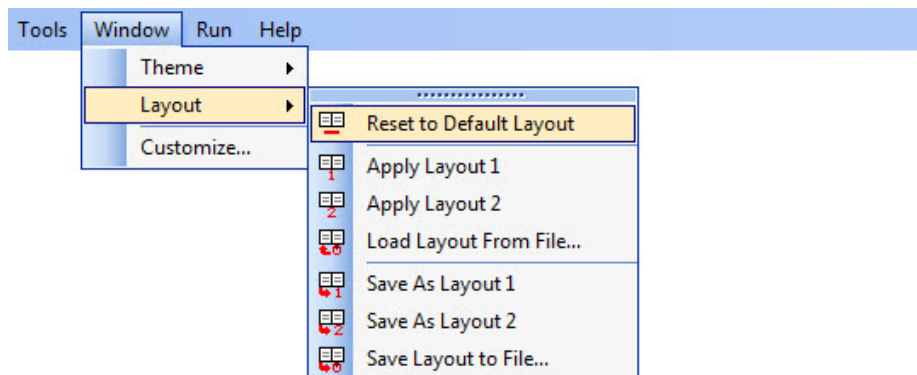 Tools Window Run Help
Theme
Layout
Customize...
Reset to Default Layout
Apply Layout 1
Apply Layout 2
Load Layout From File...
Save As Layout 1
Save As Layout 2
Save Layout to File...